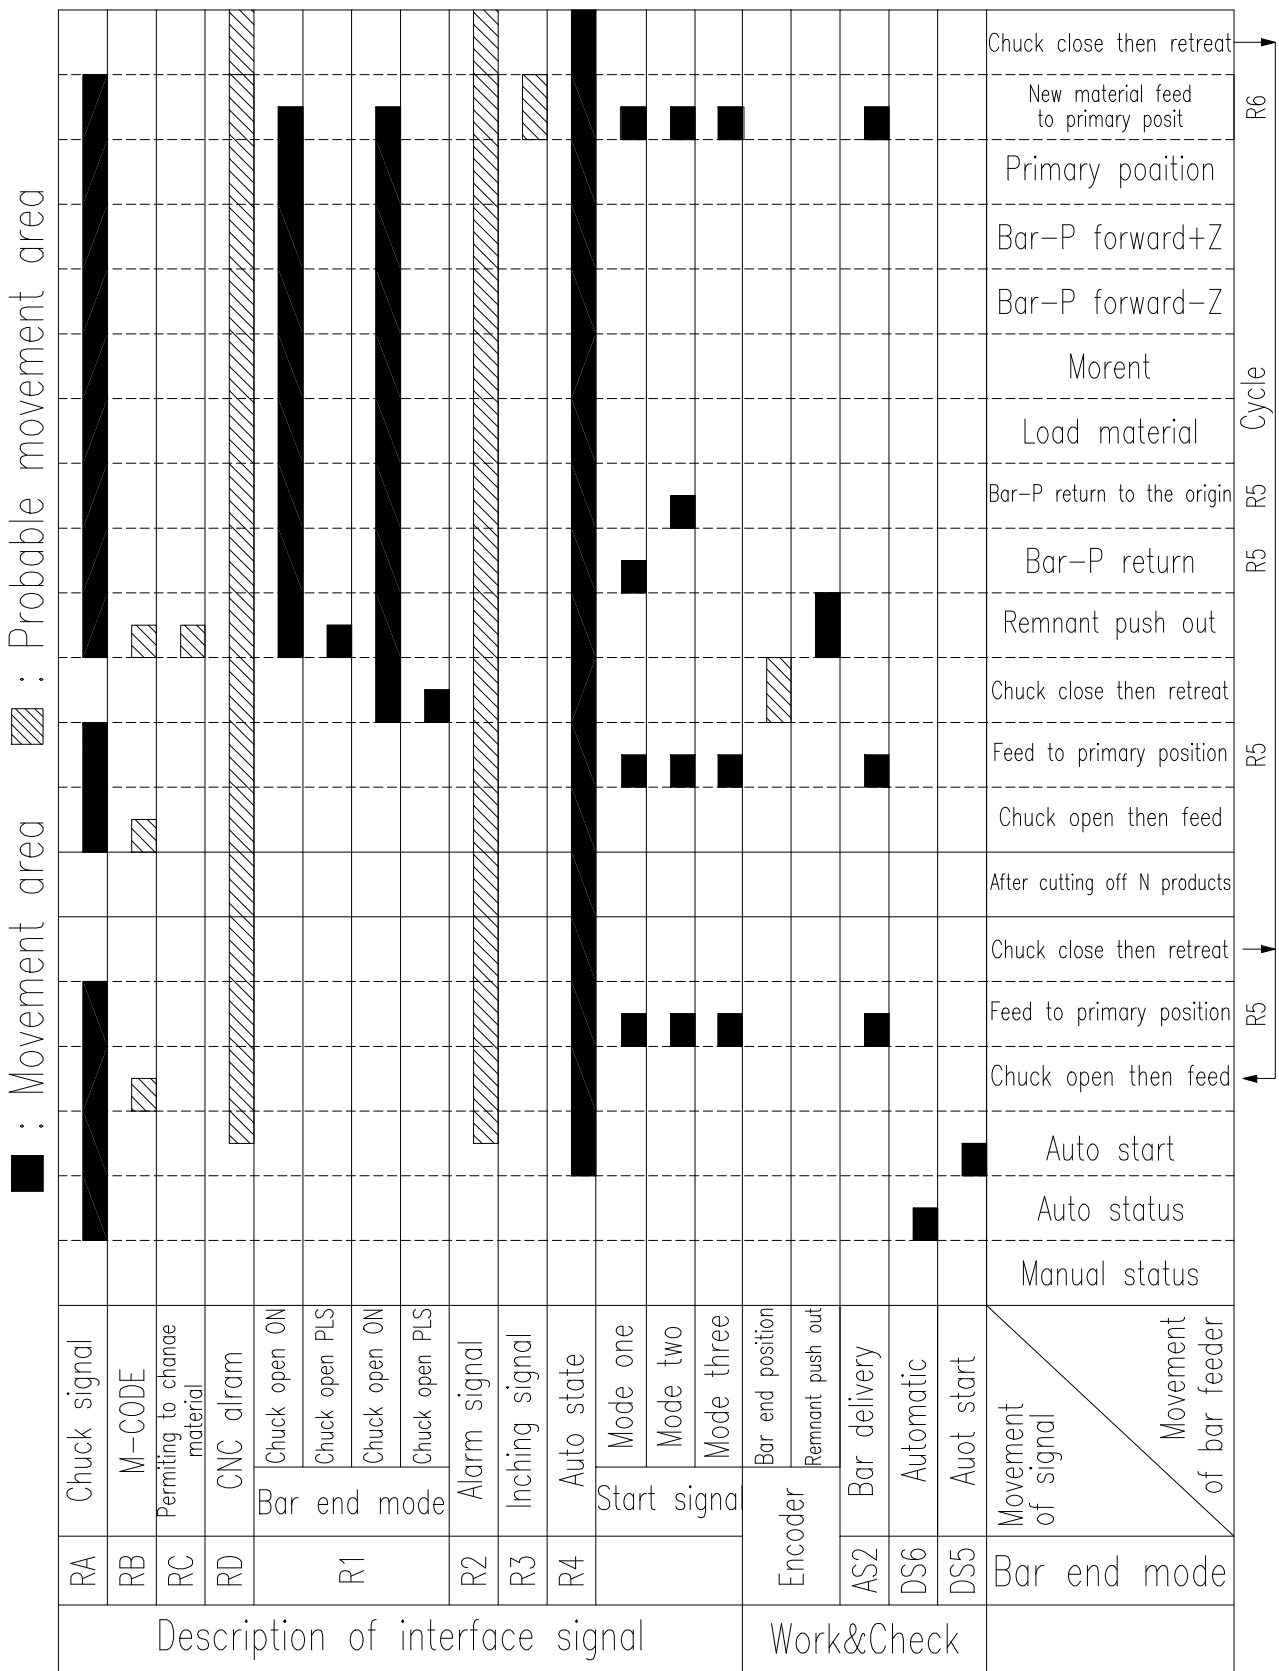 ■ : Movement area ▨ : Probable movement area
Chuck close then retreat
New material feed
to primary posit
Primary poaition
Bar-P forward+Z
Bar-P forward-Z
Morent
Load material
Bar-P return to the origin
Bar-P return
Remnant push out
Chuck close then retreat
Feed to primary position
Chuck open then feed
After cutting off N products
Chuck close then retreat
Feed to primary position
Chuck open then feed
Auto start
Auto status
Manual status
R6
Cycle
R5
R5
R5
R5
Chuck signal
M-CODE
Permiting to change
material
CNC alram
Chuck open ON
Chuck open PLS
Chuck open ON
Chuck open PLS
Alarm signal
Inching signal
Auto state
Mode one
Mode two
Mode three
Bar end position
Remnant push out
Bar delivery
Automatic
Auot start
Movement
of signal
Movement
of bar feeder
Bar end mode
Start signal
Encoder
RA
RB
RC
RD
R1
R2
R3
R4
AS2
DS6
DS5
Bar end mode
Description of interface signal
Work&Check